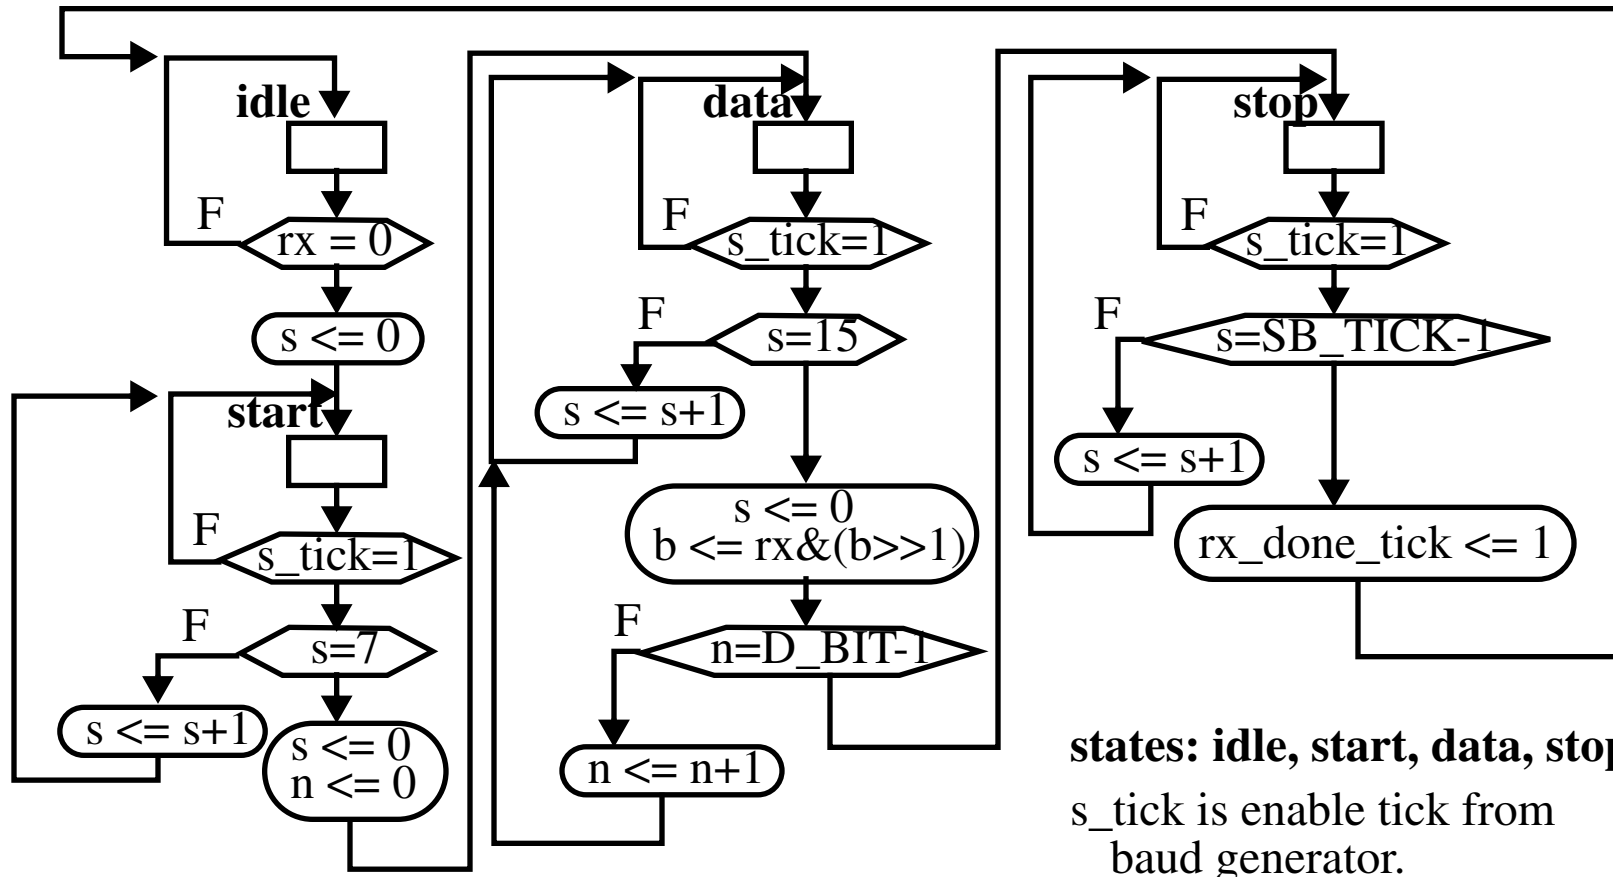 idle
F
rx = 0
s <= 0
start
F
s_tick=1
F
s=7
s <= s+1
s <= 0
n <= 0
data
F
s_tick=1
F
s=15
s <= s+1
s <= 0
b <= rx&(b>>1)
F
n=D_BIT-1
n <= n+1
stop
F
s_tick=1
F
s=SB_TICK-1
s <= s+1
rx_done_tick <= 1
states: idle, start, data, stop
s_tick is enable tick from
baud generator.